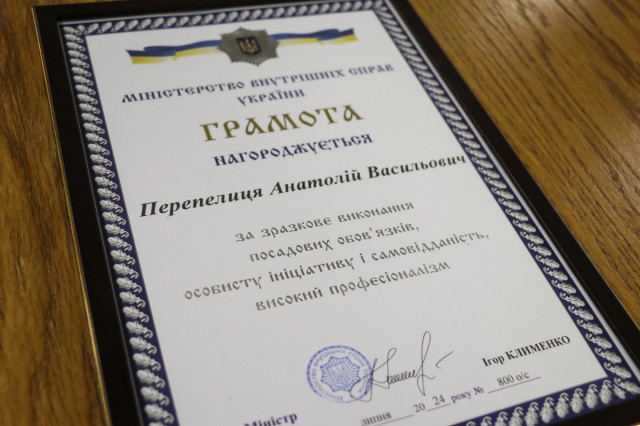 МІНІСТЕРСТВО ВНУТРІШНІХ СПРАВ
УКРАЇНИ
ГРАМОТА
НАГОРОДЖУЄТЬСЯ
Перепелиця Анатолій Васильович
за зразкове виконання
посадових обов'язків,
особисту ініціативу і самовідданість,
високий професіоналізм
Міністр
Ігор КЛИМЕНКО
липня 20 24 року № 800 о/с